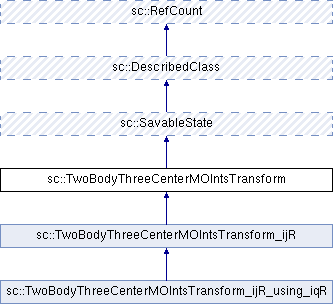 sc::RefCount
sc::DescribedClass
sc::SavableState
sc::TwoBodyThreeCenterMOIntsTransform
sc::TwoBodyThreeCenterMOIntsTransform_ijR
sc::TwoBodyThreeCenterMOIntsTransform_ijR_using_iqR